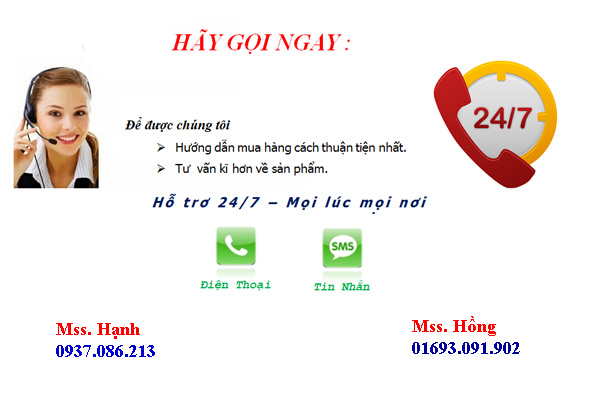 HÃY GỌI NGAY :
24/7
Để được chúng tôi
Hướng dẫn mua hàng cách thuận tiện nhất.
Tư vấn kĩ hơn về sản phẩm.
Hỗ trơ 24/7 – Mọi lúc mọi nơi
SMS
Điện Thoại
Tin Nhắn
Mss. Hạnh
0937.086.213
Mss. Hồng
01693.091.902